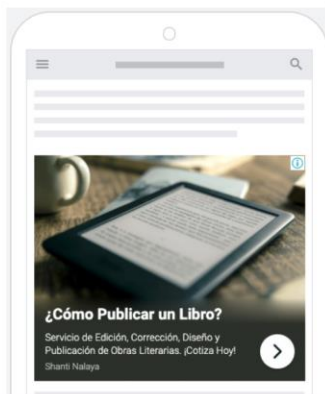 ¿Cómo Publicar un Libro?
Servicio de Edición, Corrección, Diseño y
Publicación de Obras Literarias. ¡Cotiza Hoy!
Shanti Nalaya